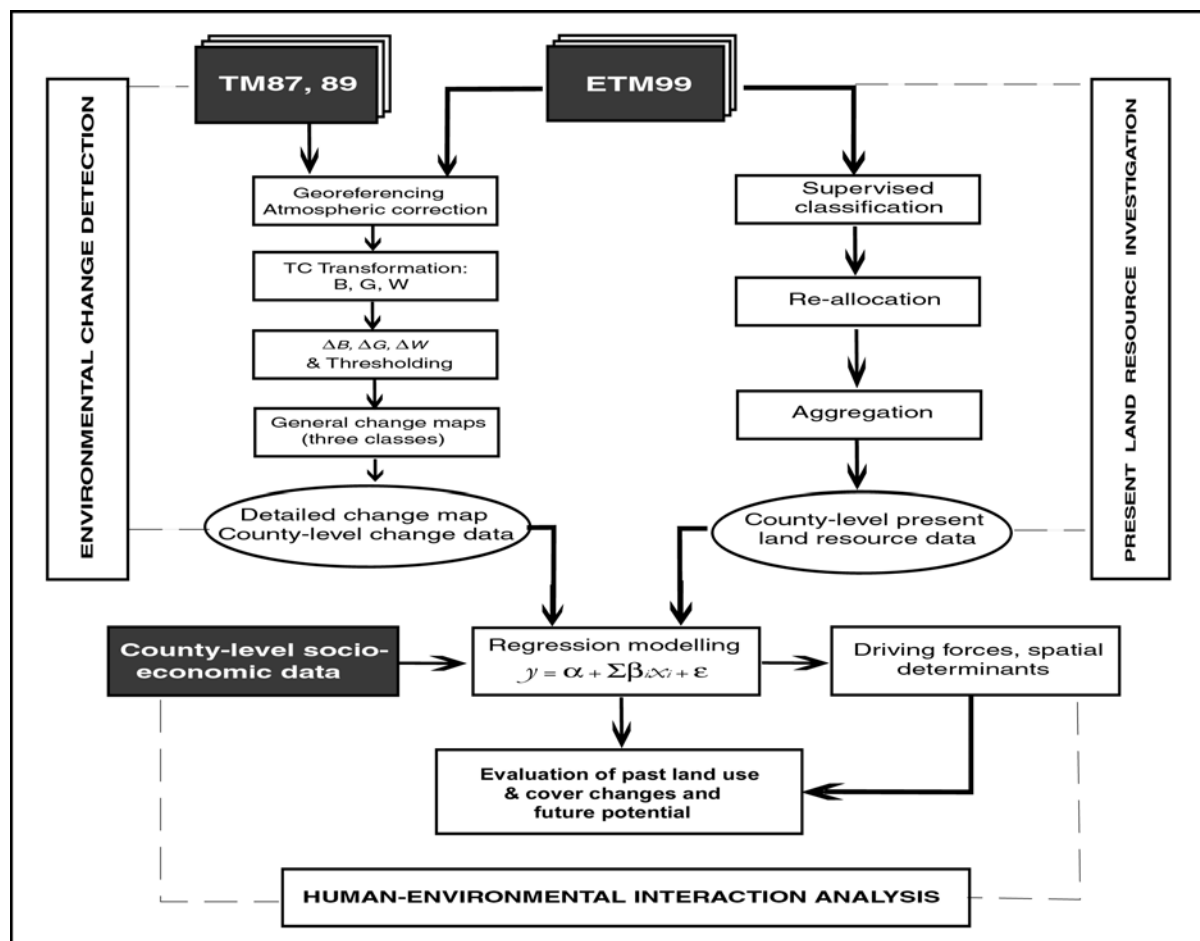 TM87, 89
ETM99
ENVIRONMENTAL CHANGE DETECTION
PRESENT LAND RESOURCE INVESTIGATION
Georeferencing
Atmospheric correction
TC Transformation:
B, G, W
ΔB, ΔG, ΔW
& Thresholding
General change maps
(three classes)
Detailed change map
County-level change data
Supervised
classification
Re-allocation
Aggregation
County-level present
land resource data
County-level socio-
economic data
Regression modelling
y = α + Σβᵢxᵢ + ε
Driving forces, spatial
determinants
Evaluation of past land use
& cover changes and
future potential
HUMAN-ENVIRONMENTAL INTERACTION ANALYSIS